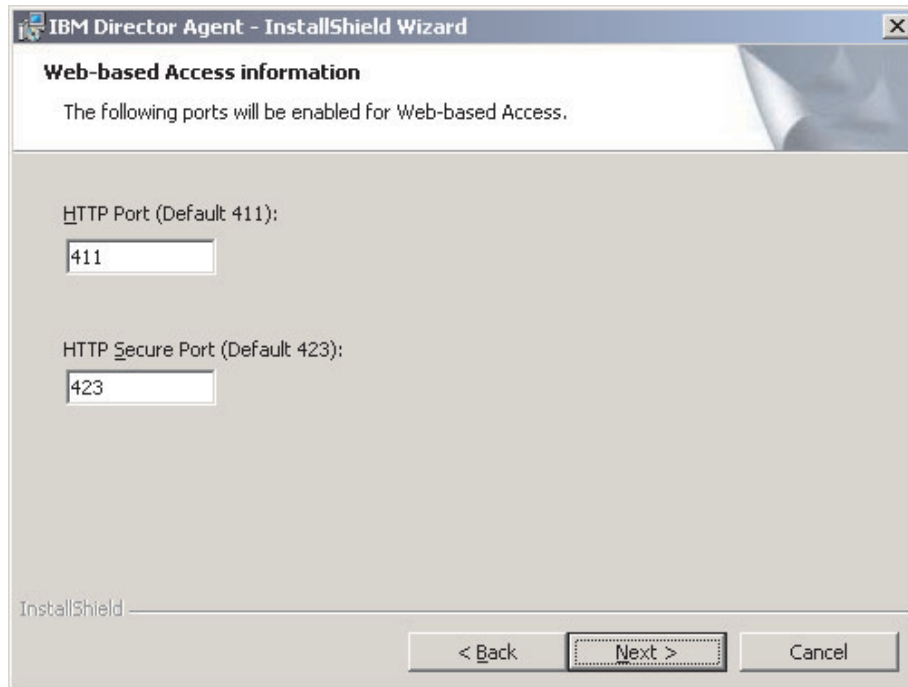 IBM Director Agent - InstallShield Wizard
Web-based Access information
The following ports will be enabled for Web-based Access.
HTTP Port (Default 411):
411
HTTP Secure Port (Default 423):
423
InstallShield
< Back Next > Cancel